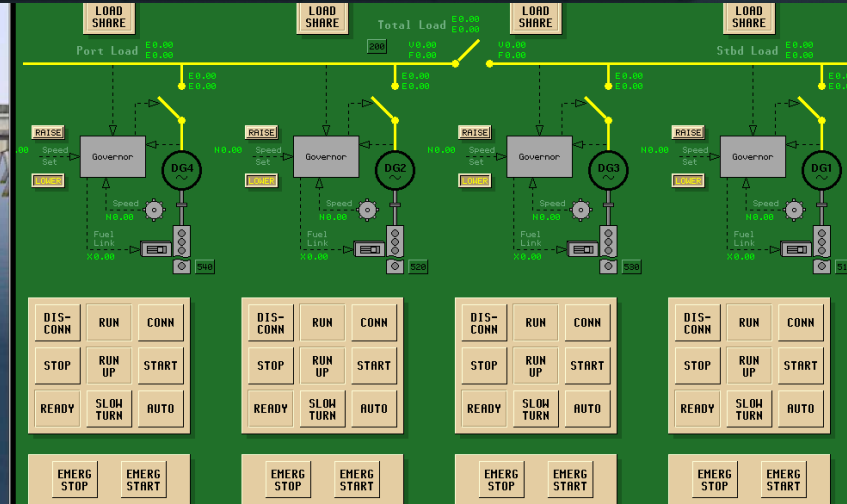 LOAD SHARE
LOAD SHARE
LOAD SHARE
LOAD SHARE
Port Load E0.00
E0.00
Total Load E0.00
E0.00
200
V0.00
F0.00
V0.00
F0.00
Stbd Load E0.00
E0.00
E0.00
E0.00
E0.00
E0.00
E0.00
E0.00
RAISE
.00
Speed Set
LOWER
Governor
DG4
Speed
N0.00
Fuel Link
X0.00
540
N0.00
RAISE
Speed Set
LOWER
Governor
DG2
Speed
N0.00
Fuel Link
X0.00
520
N0.00
RAISE
Speed Set
LOWER
Governor
DG3
Speed
N0.00
Fuel Link
X0.00
530
N0.00
RAISE
Speed Set
LOWER
Governor
DG1
Speed
N0.00
Fuel Link
X0.00
DIS-CONN RUN CONN
STOP RUN UP START
READY SLOW TURN AUTO
EMERG STOP EMERG START
DIS-CONN RUN CONN
STOP RUN UP START
READY SLOW TURN AUTO
EMERG STOP EMERG START
DIS-CONN RUN CONN
STOP RUN UP START
READY SLOW TURN AUTO
EMERG STOP EMERG START
DIS-CONN RUN CONN
STOP RUN UP START
READY SLOW TURN AUTO
EMERG STOP EMERG START